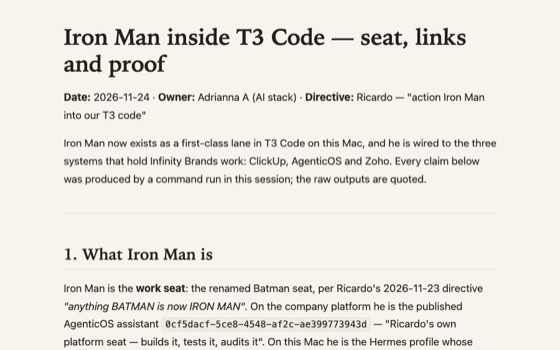 Iron Man inside T3 Code — seat, links
and proof
Date: 2026-11-24 · Owner: Adrianna A (AI stack) · Directive: Ricardo — "action Iron Man
into our T3 code"
Iron Man now exists as a first-class lane in T3 Code on this Mac, and he is wired to the three
systems that hold Infinity Brands work: ClickUp, AgenticOS and Zoho. Every claim below
was produced by a command run in this session; the raw outputs are quoted.
1. What Iron Man is
Iron Man is the work seat: the renamed Batman seat, per Ricardo's 2026-11-23 directive
"anything BATMAN is now IRON MAN". On the company platform he is the published
AgenticOS assistant 0cf5dacf-5ce8-4548-af2c-ae399773943d — "Ricardo's own
platform seat — builds it, tests it, audits it". On this Mac he is the Hermes profile whose